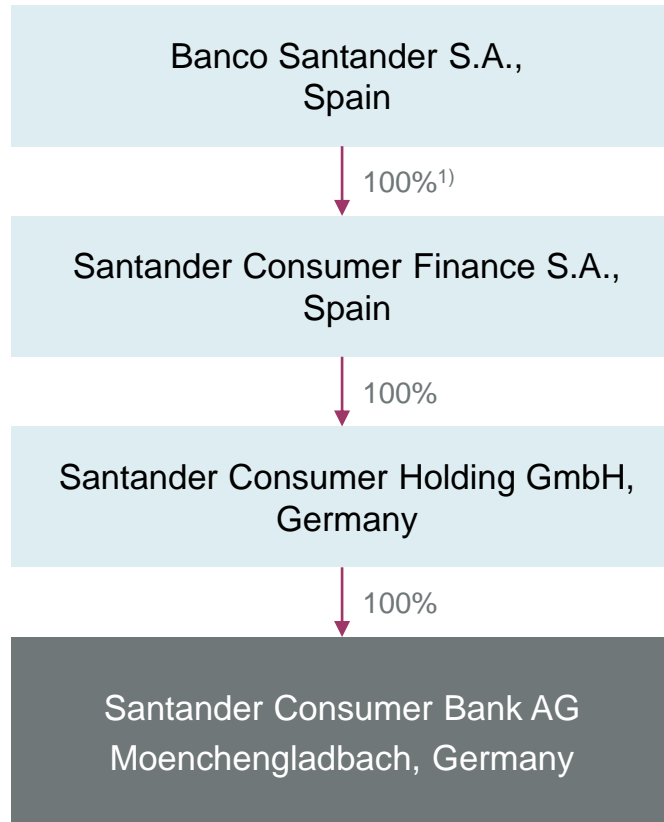 Banco Santander S.A.,
Spain
100%¹⁾
Santander Consumer Finance S.A.,
Spain
100%
Santander Consumer Holding GmbH,
Germany
100%
Santander Consumer Bank AG
Moenchengladbach, Germany